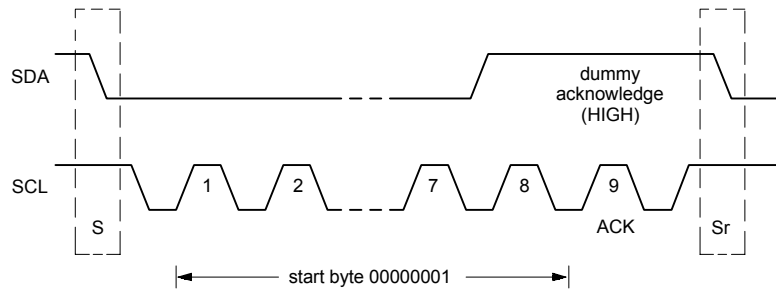 SDA
dummy
acknowledge
(HIGH)
SCL
1
2
7
8
9
S
ACK
Sr
start byte 00000001